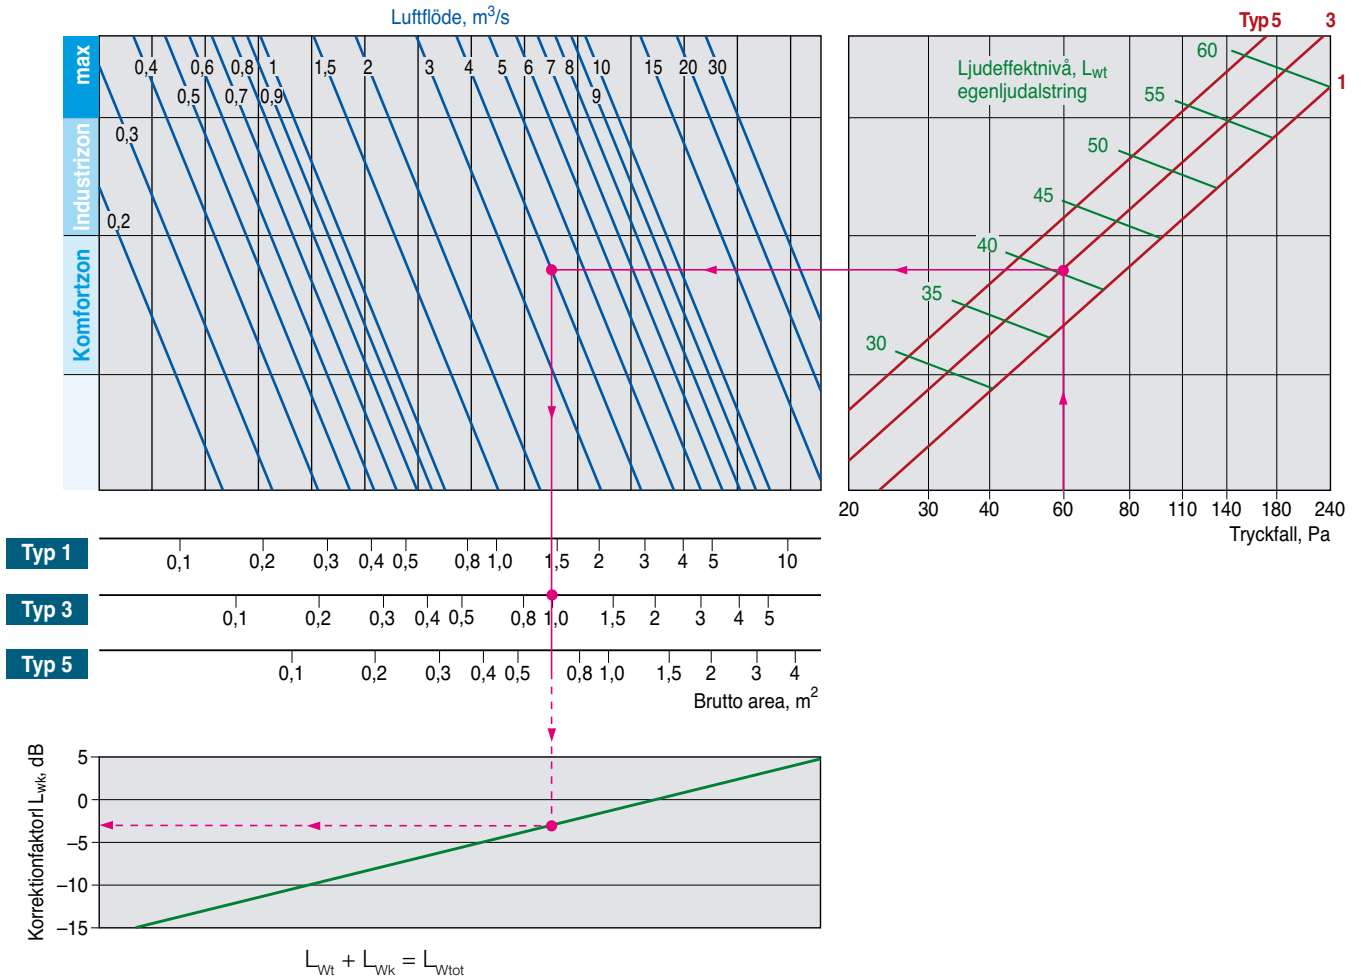 Luftflöde, m³/s
max
Industrizon
Komfortzon
0,4 0,6 0,8 1 1,5 2 3 4 5 6 7 8 10 15 20 30
0,5 0,7 0,9 9
0,3
0,2
Typ 5 3
1
Ljudeffektnivå, Lwt
egenljudalstring
60
55
50
45
40
35
30
20 30 40 60 80 110 140 180 240
Tryckfall, Pa
Typ 1
0,1 0,2 0,3 0,4 0,5 0,8 1,0 1,5 2 3 4 5 10
Typ 3
0,1 0,2 0,3 0,4 0,5 0,8 1,0 1,5 2 3 4 5
Typ 5
0,1 0,2 0,3 0,4 0,5 0,8 1,0 1,5 2 3 4
Brutto area, m²
Korrektionfaktorl Lwk, dB
5
0
–5
–10
–15
LWt + LWk = LWtot